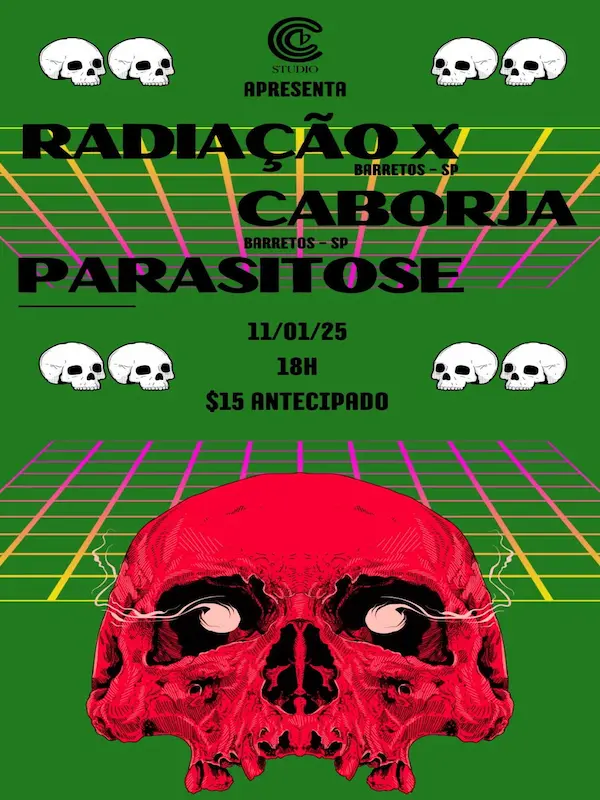 STUDIO
APRESENTA
RADIAÇÃO X
BARRETOS - SP
CABORJA
BARRETOS - SP
PARASITOSE
11/01/25
18H
$15 ANTECIPADO